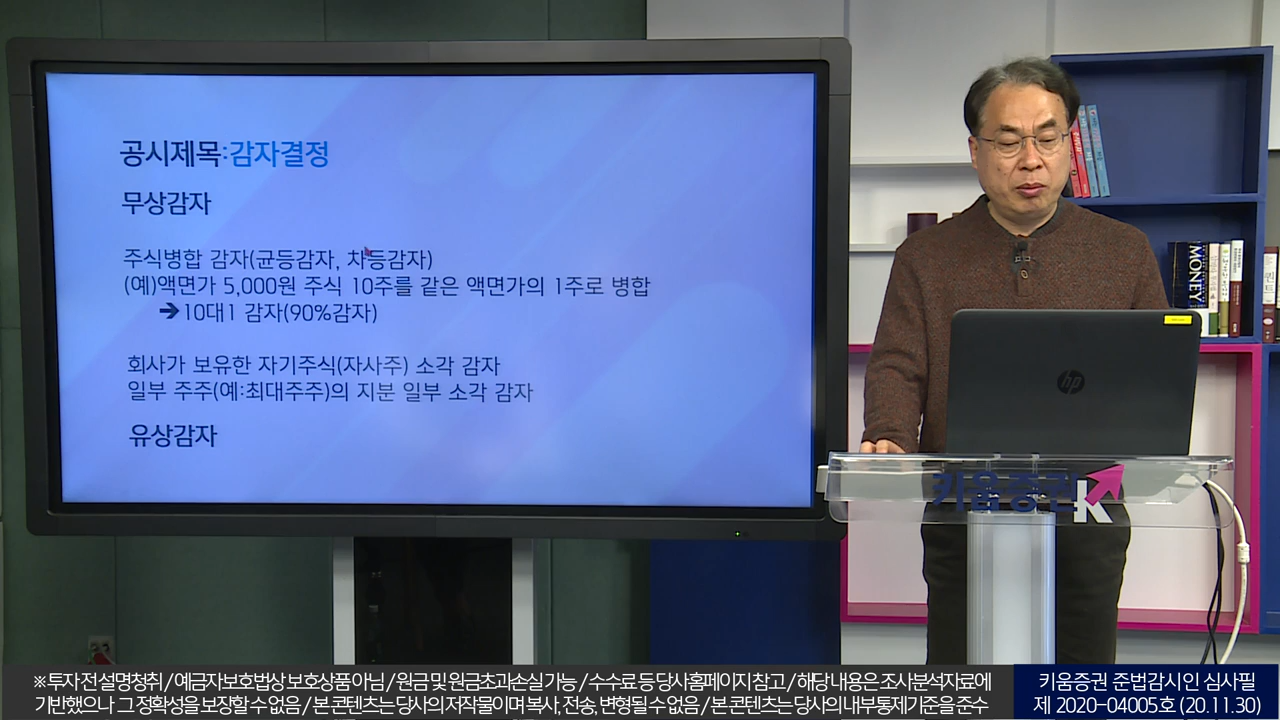 공시제목:감자결정
무상감자
주식병합 감자(균등감자, 차등감자)
(예)액면가 5,000원 주식 10주를 같은 액면가의 1주로 병합
➔10대1 감자(90%감자)
회사가 보유한 자기주식(자사주) 소각 감자
일부 주주(예:최대주주)의 지분 일부 소각 감자
유상감자
MONEY
hp
키움증권K
※ 투자 전 설명청취 / 예금자보호법상 보호상품 아님 / 원금 및 원금초과손실 가능 / 수수료 등 당사홈페이지 참고 / 해당 내용은 조사분석자료에
기반했으나 그 정확성을 보장할 수 없음 / 본 콘텐츠는 당사의 저작물이며 복사, 전송, 변형될 수 없음 / 본 콘텐츠는 당사의 내부통제기준을 준수
키움증권 준법감시인 심사필
제 2020-04005호 (20.11.30)